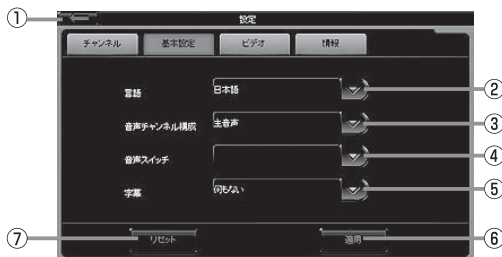 ① 設定
チャンネル 基本設定 ビデオ 情報
言語 日本語 ②
音声チャンネル構成 主音声 ③
音声スイッチ ④
字幕 何もない ⑤
⑦ リセット 適用 ⑥